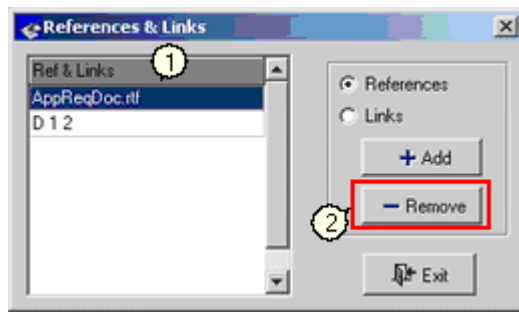 References & Links
Ref & Links
1
AppReqDoc.rtf
D 1 2
References
Links
+ Add
2
− Remove
Exit